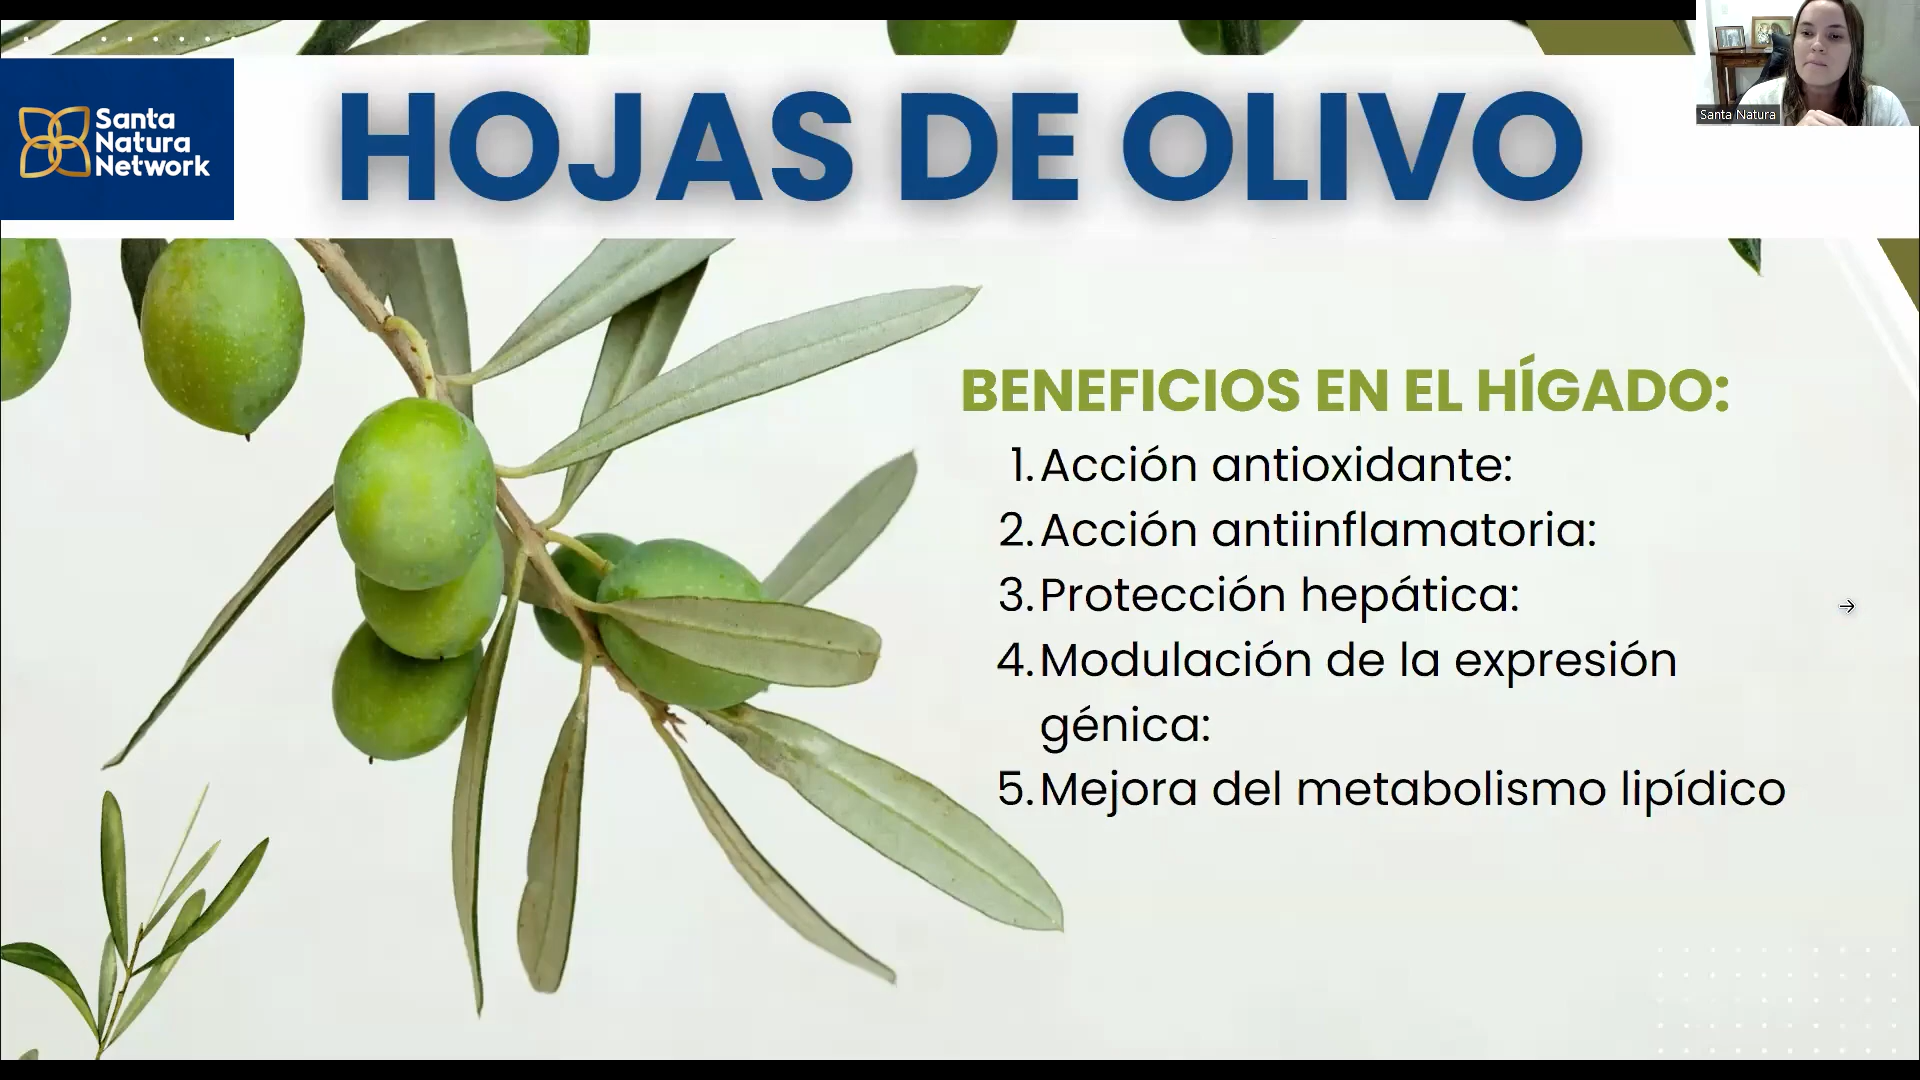 Santa
Natura
Network
HOJAS DE OLIVO
Santa Natura
BENEFICIOS EN EL HÍGADO:
1. Acción antioxidante:
2. Acción antiinflamatoria:
3. Protección hepática:
4. Modulación de la expresión
génica:
5. Mejora del metabolismo lipídico